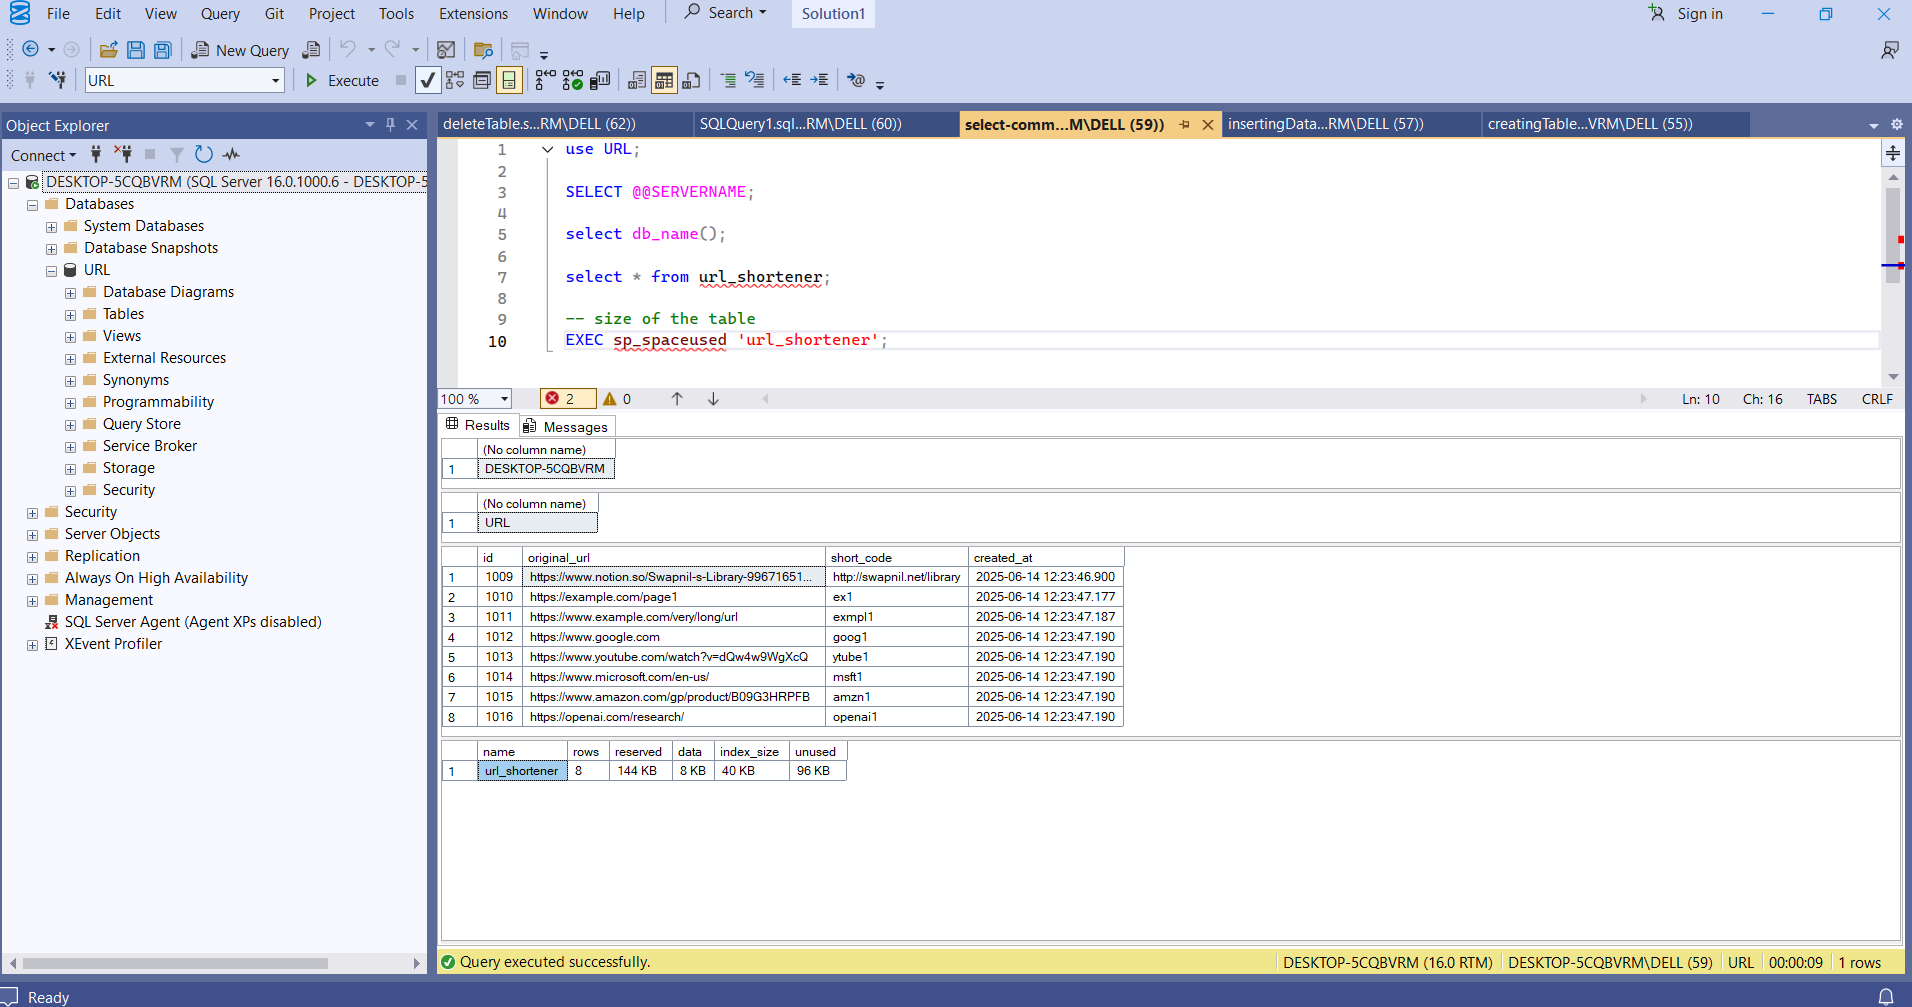 File Edit View Query Git Project Tools Extensions Window Help Search Solution1 Sign in
New Query
URL Execute
Object Explorer
Connect
DESKTOP-5CQBVRM (SQL Server 16.0.1000.6 - DESKTOP-5
Databases
System Databases
Database Snapshots
URL
Database Diagrams
Tables
Views
External Resources
Synonyms
Programmability
Query Store
Service Broker
Storage
Security
Security
Server Objects
Replication
Always On High Availability
Management
SQL Server Agent (Agent XPs disabled)
XEvent Profiler
deleteTable.s...RM\DELL (62)) SQLQuery1.sql...RM\DELL (60)) select-comm...M\DELL (59)) insertingData...RM\DELL (57)) creatingTable...VRM\DELL (55))
1 use URL;
2
3 SELECT @@SERVERNAME;
4
5 select db_name();
6
7 select * from url_shortener;
8
9 -- size of the table
10 EXEC sp_spaceused 'url_shortener';
100 % 2 0 Ln: 10 Ch: 16 TABS CRLF
Results Messages
(No column name)
1 DESKTOP-5CQBVRM
(No column name)
1 URL
id original_url short_code created_at
1 1009 https://www.notion.so/Swapnil-s-Library-99671651... http://swapnil.net/library 2025-06-14 12:23:46.900
2 1010 https://example.com/page1 ex1 2025-06-14 12:23:47.177
3 1011 https://www.example.com/very/long/url exmpl1 2025-06-14 12:23:47.187
4 1012 https://www.google.com goog1 2025-06-14 12:23:47.190
5 1013 https://www.youtube.com/watch?v=dQw4w9WgXcQ ytube1 2025-06-14 12:23:47.190
6 1014 https://www.microsoft.com/en-us/ msft1 2025-06-14 12:23:47.190
7 1015 https://www.amazon.com/gp/product/B09G3HRPFB amzn1 2025-06-14 12:23:47.190
8 1016 https://openai.com/research/ openai1 2025-06-14 12:23:47.190
name rows reserved data index_size unused
1 url_shortener 8 144 KB 8 KB 40 KB 96 KB
Query executed successfully. DESKTOP-5CQBVRM (16.0 RTM) DESKTOP-5CQBVRM\DELL (59) URL 00:00:09 1 rows
Ready